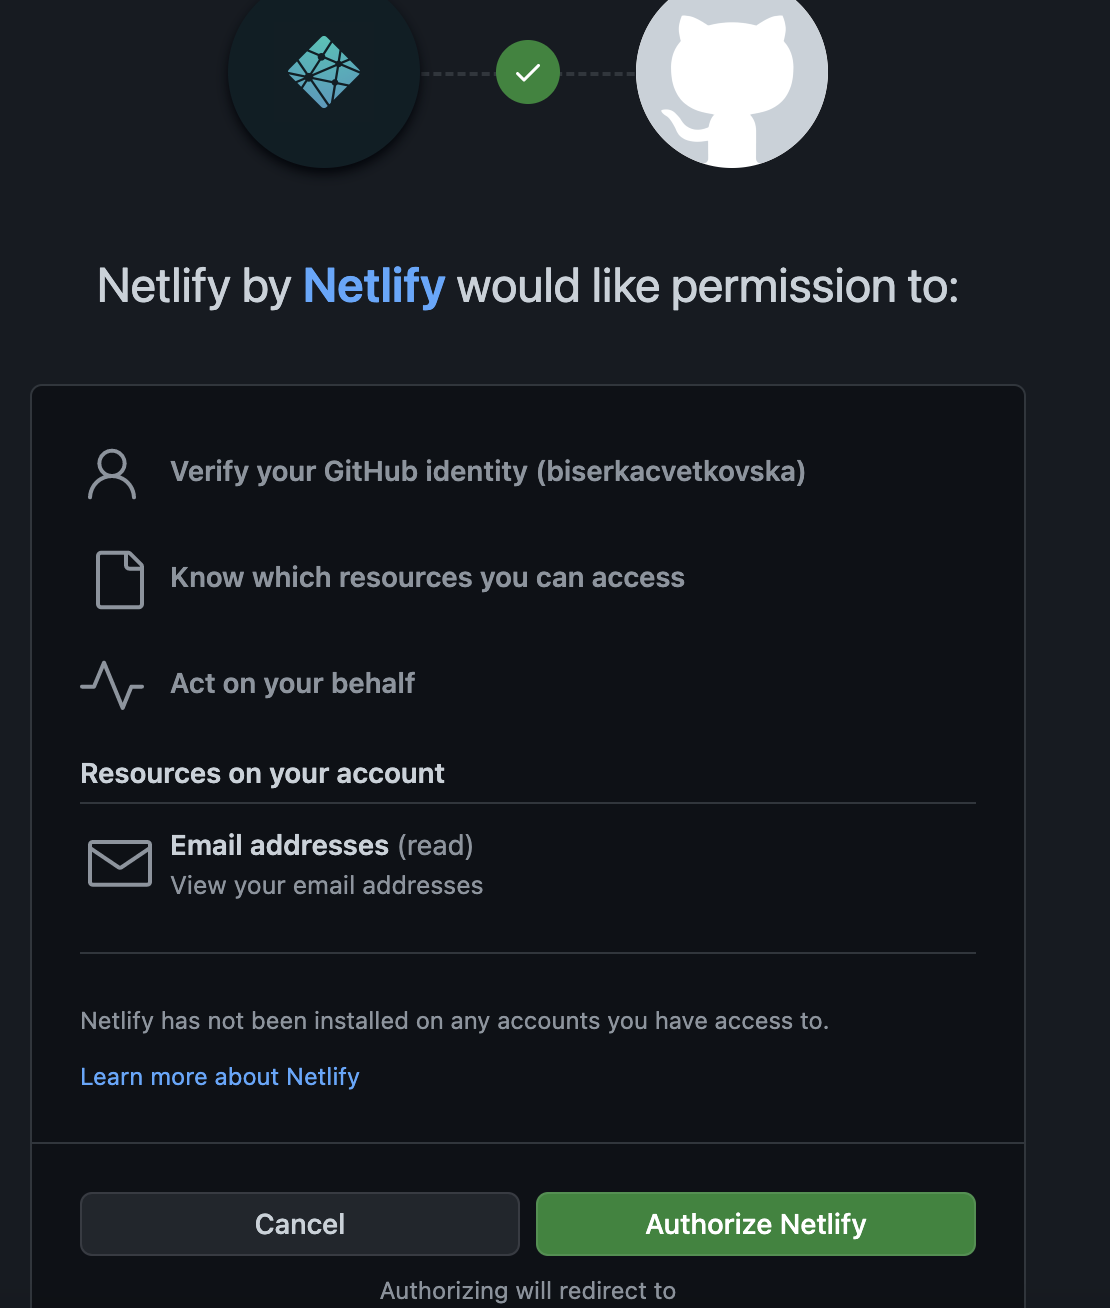 Netlify by Netlify would like permission to:
Verify your GitHub identity (biserkacvetkovska)
Know which resources you can access
Act on your behalf
Resources on your account
Email addresses (read)
View your email addresses
Netlify has not been installed on any accounts you have access to.
Learn more about Netlify
Cancel
Authorize Netlify
Authorizing will redirect to